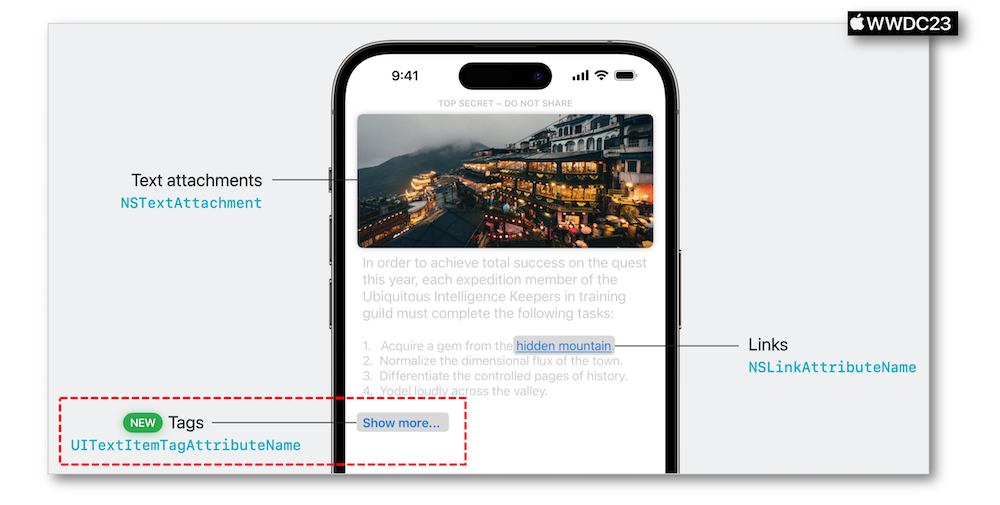 WWDC23
9:41
TOP SECRET – DO NOT SHARE
Text attachments
NSTextAttachment
In order to achieve total success on the quest
this year, each expedition member of the
Ubiquitous Intelligence Keepers in training
guild must complete the following tasks:
1. Acquire a gem from the hidden mountain.
2. Normalize the dimensional flux of the town.
3. Differentiate the controlled pages of history.
4. Yodel loudly across the valley.
Links
NSLinkAttributeName
NEW Tags
UITextItemTagAttributeName
Show more...